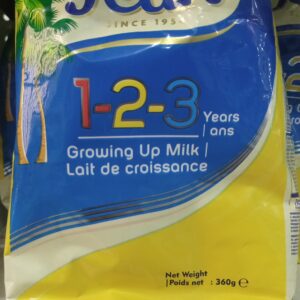 SINCE 195
1-2-3 Years
| ans
Growing Up Milk |
Lait de croissance
Net Weight
|Poids net : 360g e